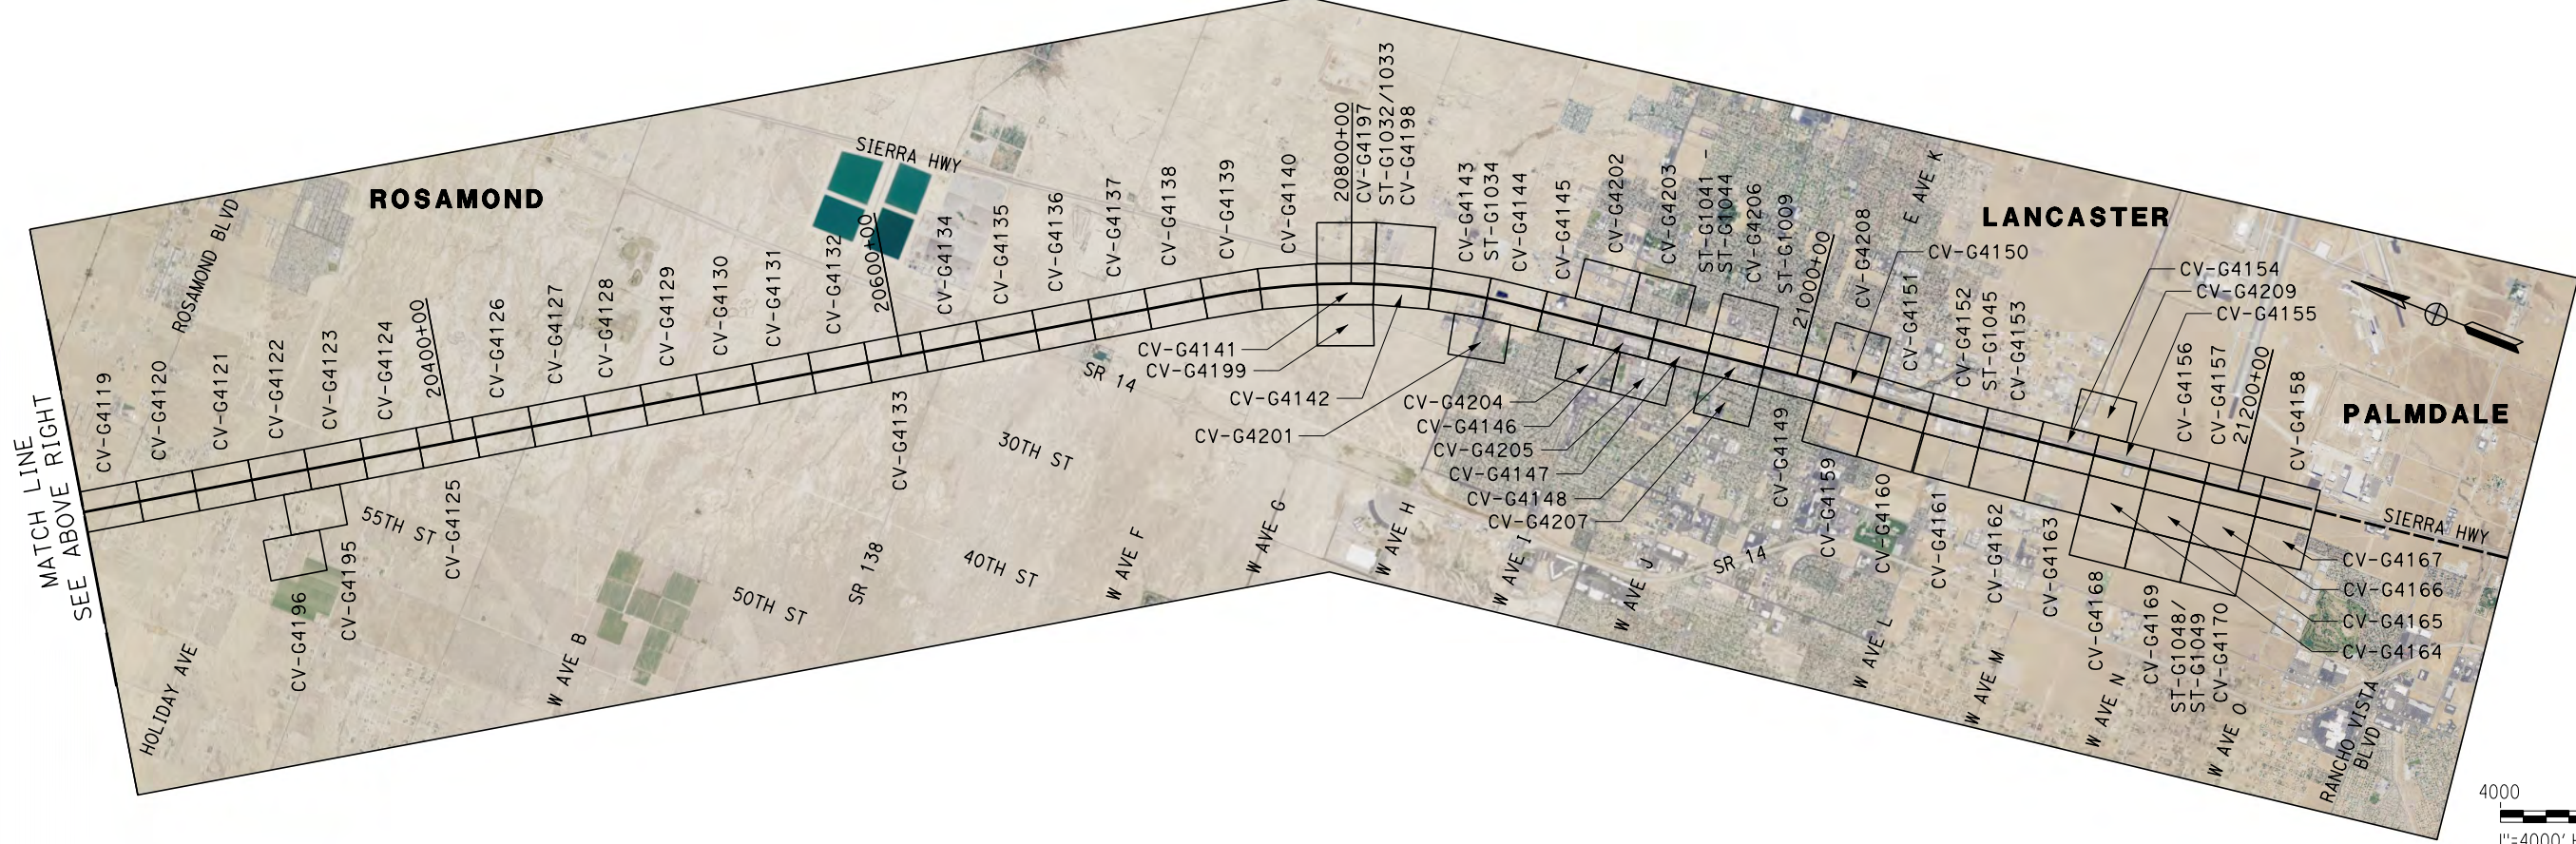 MATCH LINE
SEE ABOVE RIGHT
ROSAMOND
LANCASTER
PALMDALE
ROSAMOND BLVD
SIERRA HWY
CV-G4119
CV-G4120
CV-G4121
CV-G4122
CV-G4123
CV-G4124
20400+00
CV-G4126
CV-G4127
CV-G4128
CV-G4129
CV-G4130
CV-G4131
CV-G4132
20600+00
CV-G4134
CV-G4135
CV-G4136
CV-G4137
CV-G4138
CV-G4139
CV-G4140
20800+00
CV-G4197
ST-G1032/1033
CV-G4198
CV-G4143
ST-G1034
CV-G4144
CV-G4145
CV-G4202
CV-G4203
ST-G1041 -
ST-G1044
CV-G4206
ST-G1009
21000+00
CV-G4208
E AVE K
CV-G4150
CV-G4151
CV-G4152
ST-G1045
CV-G4153
CV-G4154
CV-G4209
CV-G4155
CV-G4156
CV-G4157
21200+00
CV-G4158
CV-G4141
CV-G4199
CV-G4142
CV-G4201
CV-G4204
CV-G4146
CV-G4205
CV-G4147
CV-G4148
CV-G4207
CV-G4149
CV-G4159
CV-G4160
CV-G4161
CV-G4162
CV-G4163
CV-G4168
CV-G4169
ST-G1048/
ST-G1049
CV-G4170
SIERRA HWY
CV-G4167
CV-G4166
CV-G4165
CV-G4164
CV-G4196
CV-G4195
55TH ST
CV-G4125
CV-G4133
SR 14
30TH ST
40TH ST
50TH ST
SR 138
HOLIDAY AVE
W AVE B
W AVE F
W AVE G
W AVE H
W AVE I
W AVE J
SR 14
W AVE L
W AVE M
W AVE N
W AVE O
RANCHO VISTA
BLVD
4000